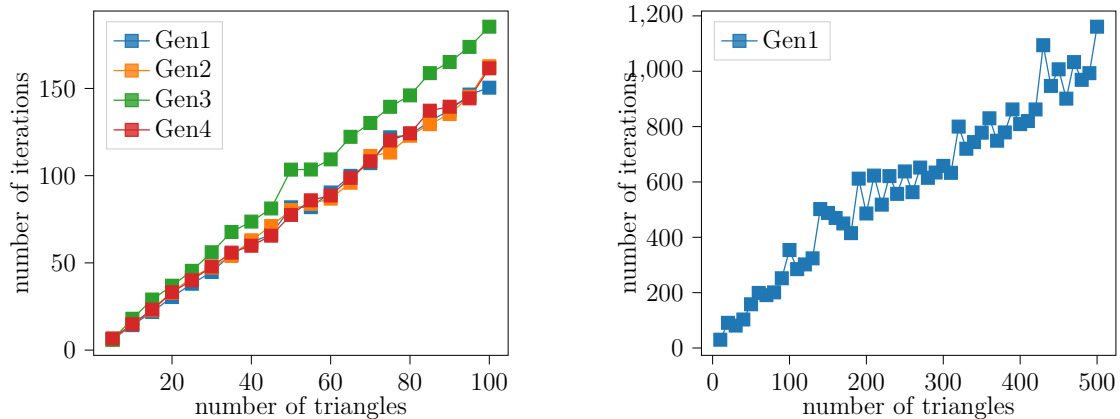 Gen1
Gen2
Gen3
Gen4
150
100
50
0
20
40
60
80
100
number of iterations
number of triangles
Gen1
1,200
1,000
800
600
400
200
0
0
100
200
300
400
500
number of iterations
number of triangles